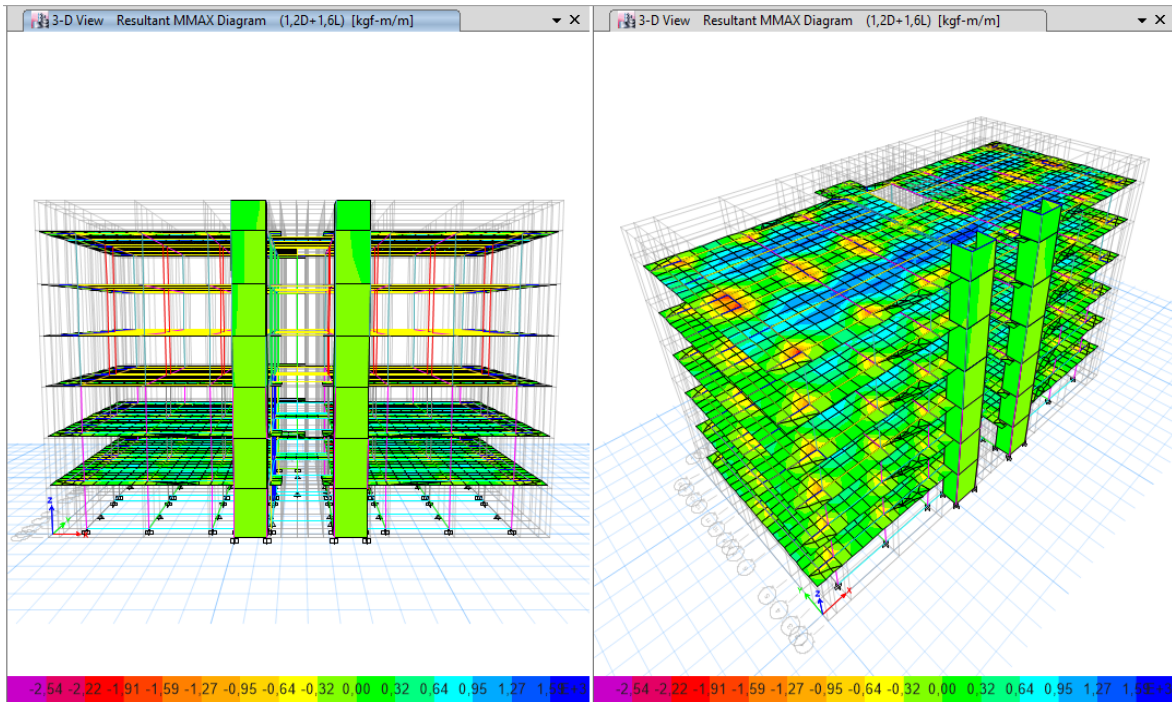 3-D View Resultant MMAX Diagram (1,2D+1,6L) [kgf-m/m]
3-D View Resultant MMAX Diagram (1,2D+1,6L) [kgf-m/m]
Z
X
Z
Y
X
-2,54 -2,22 -1,91 -1,59 -1,27 -0,95 -0,64 -0,32 0,00 0,32 0,64 0,95 1,27
-2,54 -2,22 -1,91 -1,59 -1,27 -0,95 -0,64 -0,32 0,00 0,32 0,64 0,95 1,27